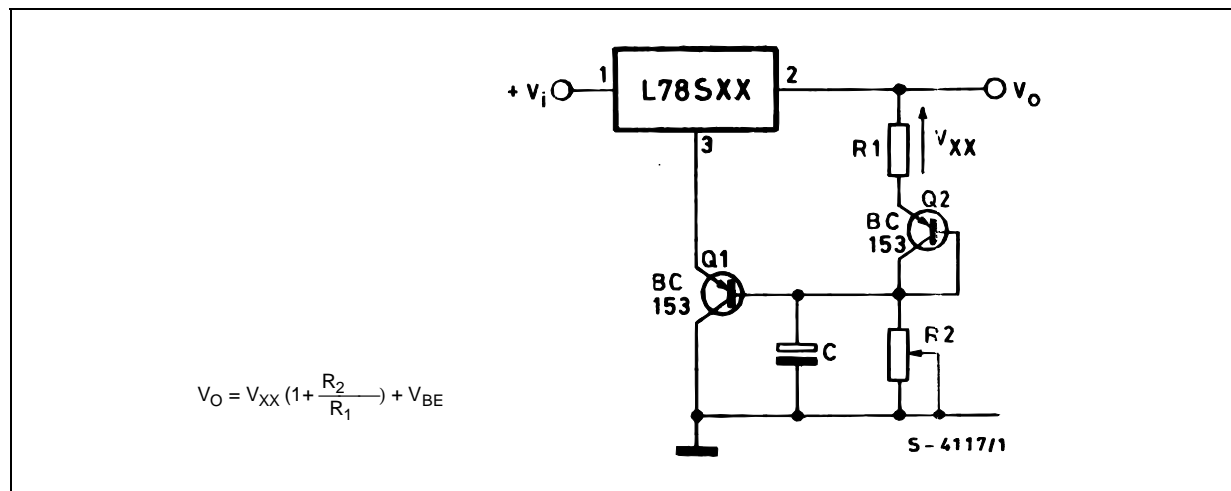 + Vi
1
L78SXX
2
Vo
3
R1
VXX
Q2
BC
153
Q1
BC
153
C
R2
VO = VXX (1+ R2/R1) + VBE
S-4117/1